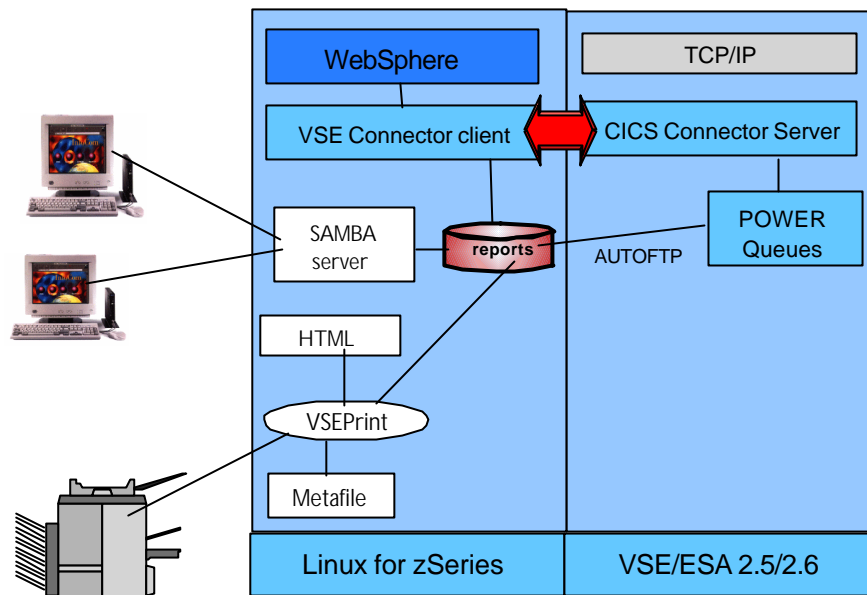 WebSphere
TCP/IP
VSE Connector client
CICS Connector Server
SAMBA
server
reports
POWER
Queues
AUTOFTP
HTML
VSEPrint
Metafile
Linux for zSeries
VSE/ESA 2.5/2.6